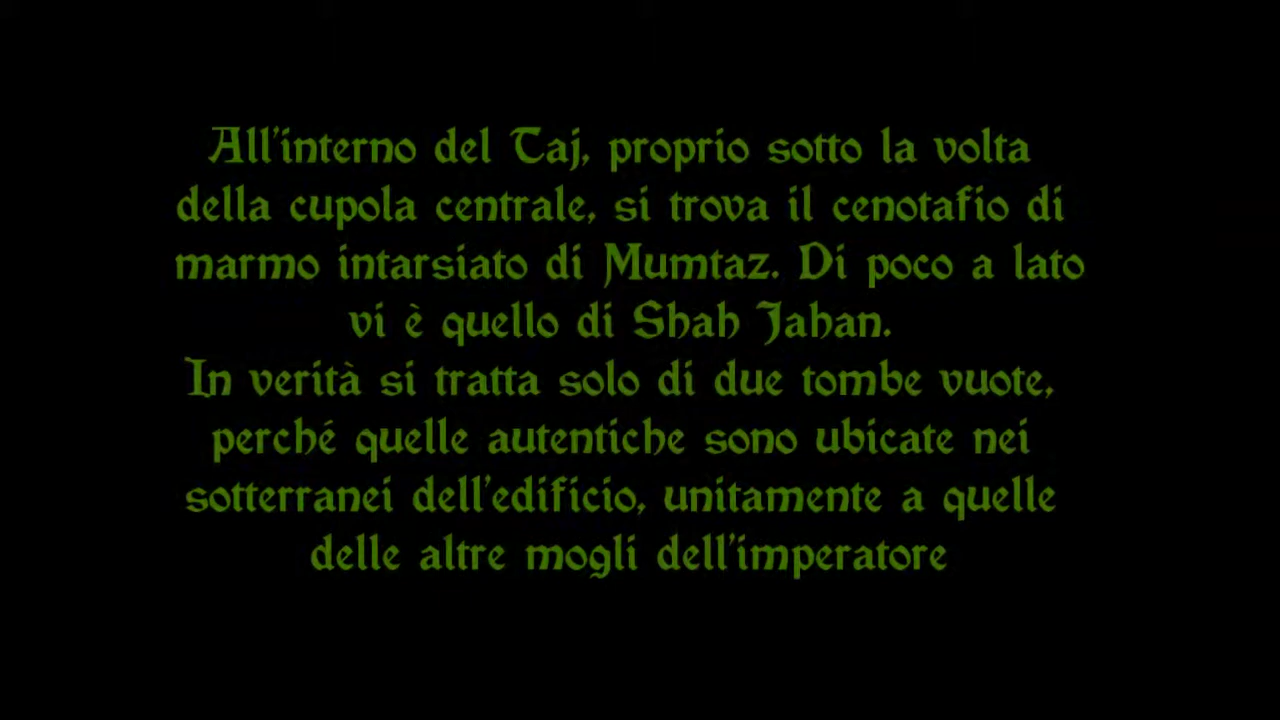 All'interno del Taj, proprio sotto la volta
della cupola centrale, si trova il cenotafio di
marmo intarsiato di Mumtaz. Di poco a lato
vi è quello di Shah Jahan.
In verità si tratta solo di due tombe vuote,
perché quelle autentiche sono ubicate nei
sotterranei dell'edificio, unitamente a quelle
delle altre mogli dell'imperatore